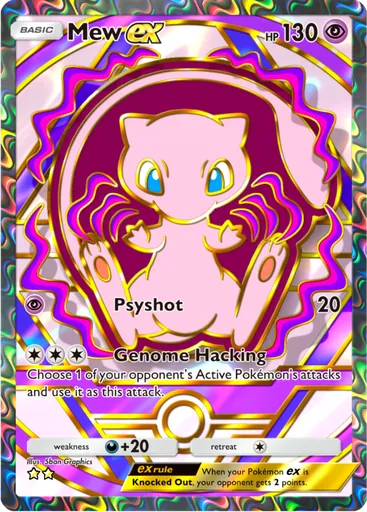 BASIC Mew ex HP 130
Psyshot 20
Genome Hacking
Choose 1 of your opponent's Active Pokémon's attacks
and use it as this attack.
weakness +20 retreat
Illus. 5ban Graphics
ex rule When your Pokémon ex is
Knocked Out, your opponent gets 2 points.